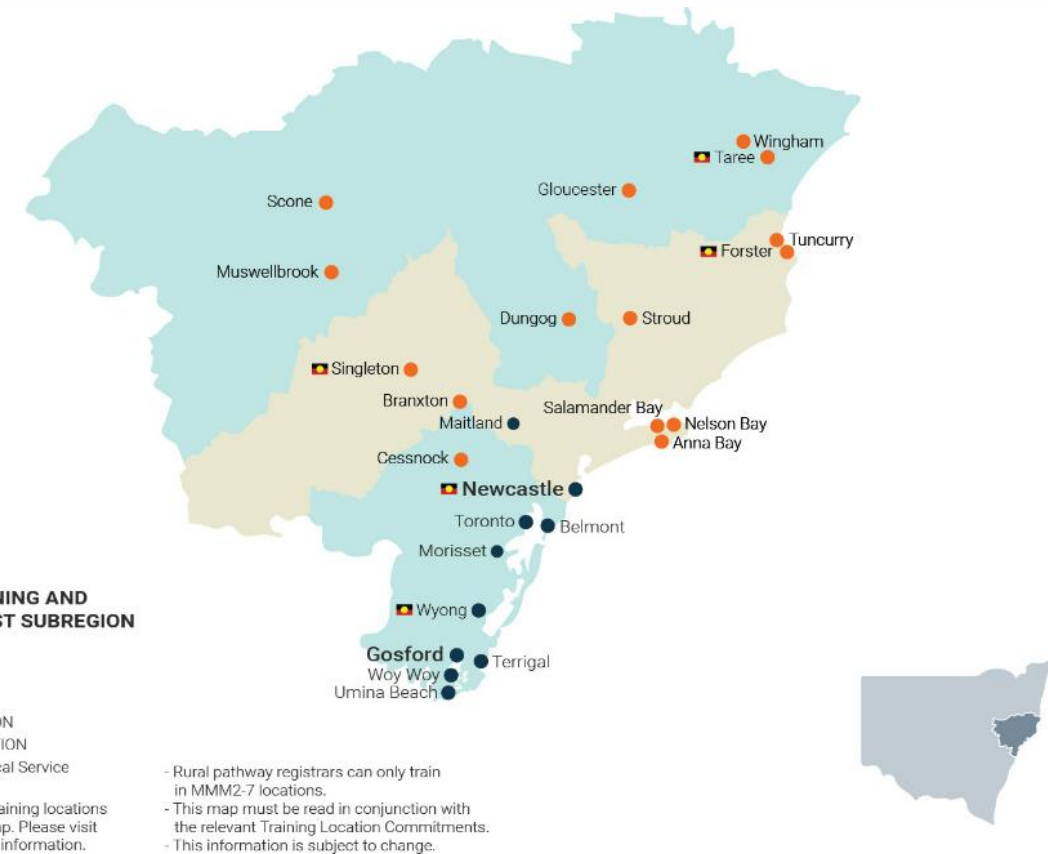 Wingham
Taree
Gloucester
Scone
Tuncurry
Forster
Muswellbrook
Dungog
Stroud
Singleton
Branxton
Salamander Bay
Maitland
Nelson Bay
Anna Bay
Cessnock
Newcastle
Toronto
Belmont
Morisset
Wyong
Gosford
Terrigal
Woy Woy
Umina Beach
NING AND
ST SUBREGION
ON
TION
cal Service
aining locations
ap. Please visit
information.
- Rural pathway registrars can only train
in MMM2-7 locations.
- This map must be read in conjunction with
the relevant Training Location Commitments.
- This information is subject to change.